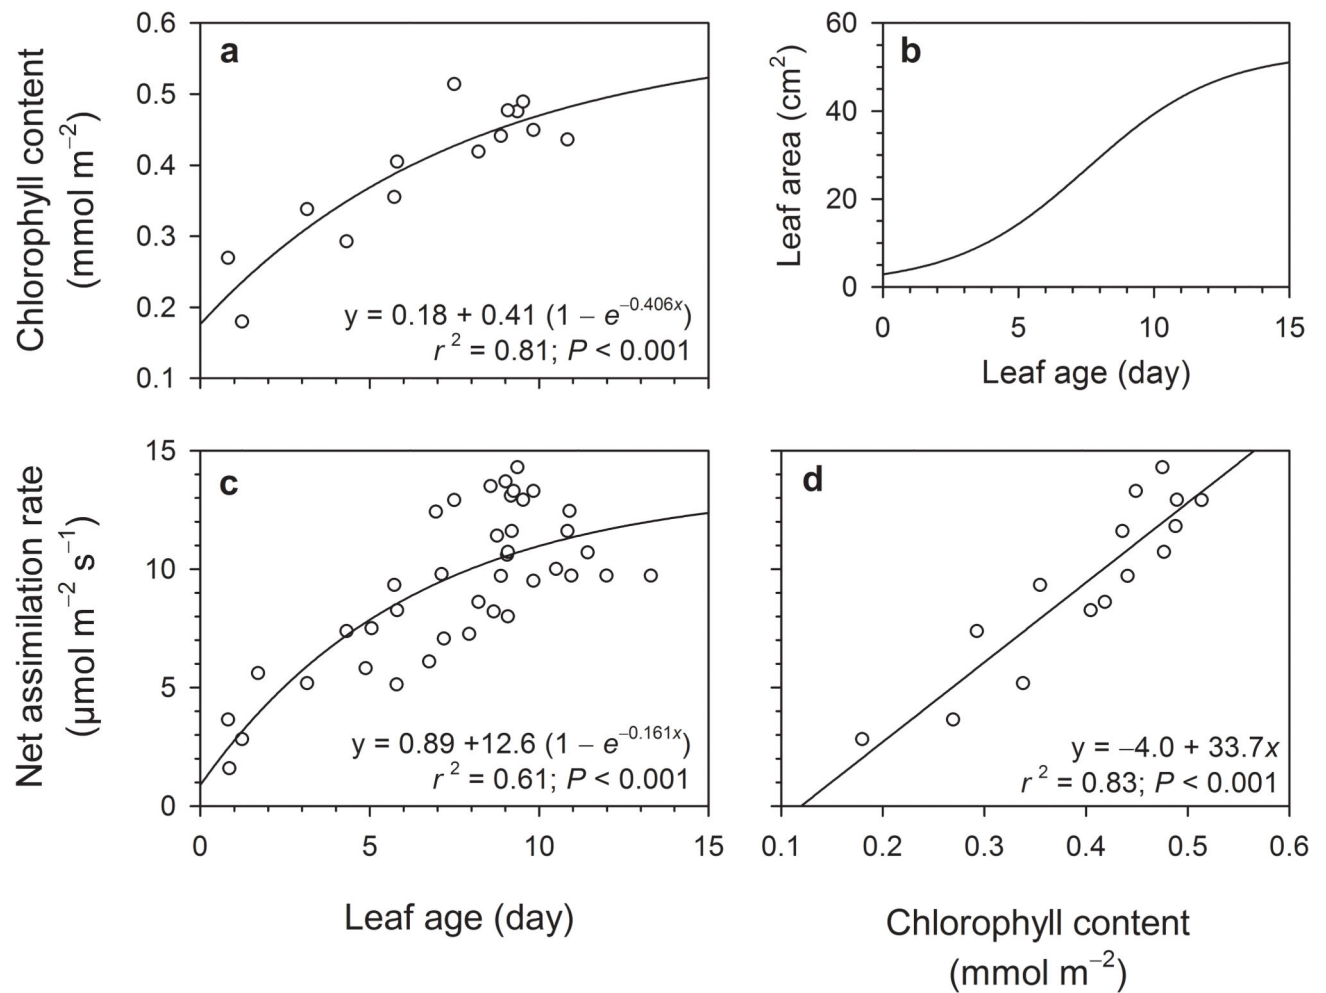 a
Chlorophyll content
(mmol m⁻²)
0.6
0.5
0.4
0.3
0.2
0.1
y = 0.18 + 0.41 (1 − e^−0.406x)
r² = 0.81; P < 0.001
b
Leaf area (cm²)
60
40
20
0
0 5 10 15
Leaf age (day)
c
Net assimilation rate
(μmol m⁻² s⁻¹)
15
10
5
0
y = 0.89 +12.6 (1 − e^−0.161x)
r² = 0.61; P < 0.001
0 5 10 15
Leaf age (day)
d
y = −4.0 + 33.7x
r² = 0.83; P < 0.001
0.1 0.2 0.3 0.4 0.5 0.6
Chlorophyll content
(mmol m⁻²)